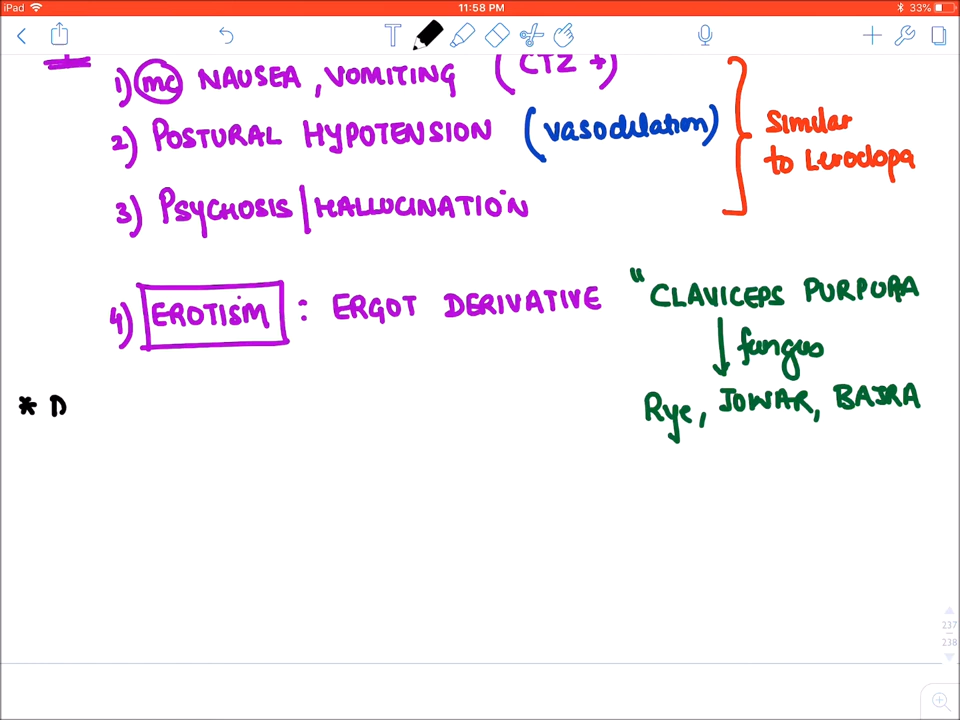 iPad 11:58 PM 33%
T
1) mc NAUSEA, VOMITING (CTZ +)
2) POSTURAL HYPOTENSION (vasodilation)
Similar
to Levodopa
3) PSYCHOSIS/HALLUCINATION
4) EROTISM : ERGOT DERIVATIVE
"CLAVICEPS PURPURA
fungus
Rye, JOWAR, BAJRA
* D
237
238